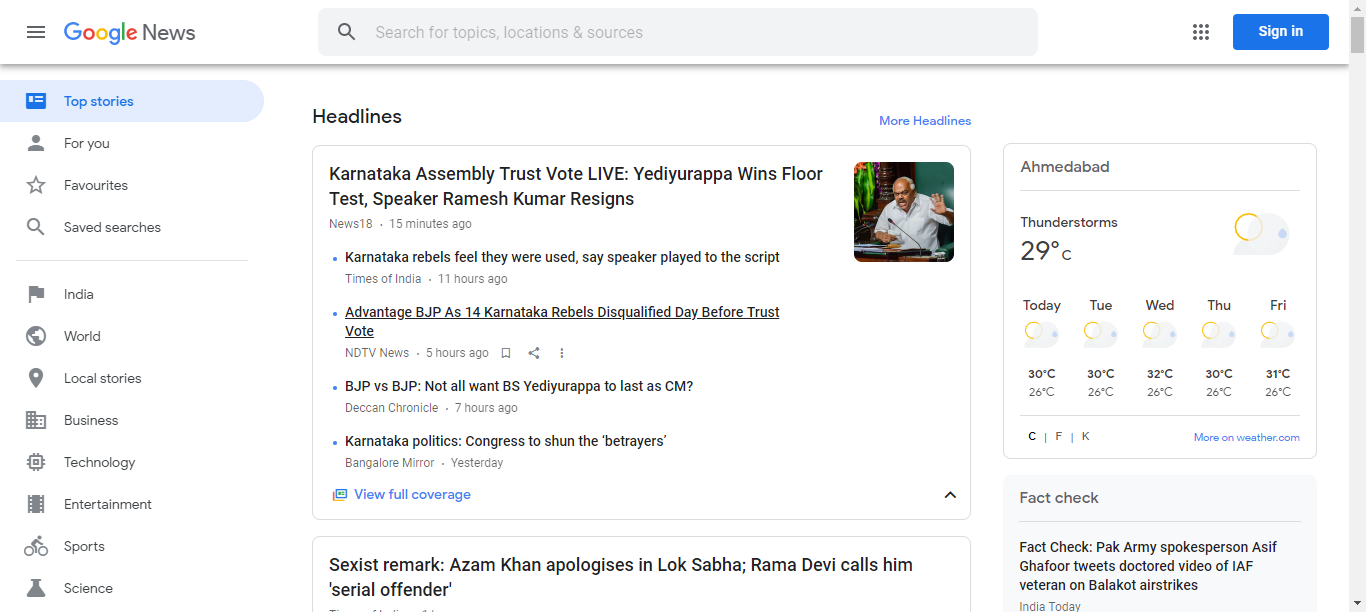 Google News
Search for topics, locations & sources
Sign in
Top stories
For you
Favourites
Saved searches
India
World
Local stories
Business
Technology
Entertainment
Sports
Science
Headlines
More Headlines
Karnataka Assembly Trust Vote LIVE: Yediyurappa Wins Floor
Test, Speaker Ramesh Kumar Resigns
News18 · 15 minutes ago
Karnataka rebels feel they were used, say speaker played to the script
Times of India · 11 hours ago
Advantage BJP As 14 Karnataka Rebels Disqualified Day Before Trust
Vote
NDTV News · 5 hours ago
BJP vs BJP: Not all want BS Yediyurappa to last as CM?
Deccan Chronicle · 7 hours ago
Karnataka politics: Congress to shun the ‘betrayers’
Bangalore Mirror · Yesterday
View full coverage
Sexist remark: Azam Khan apologises in Lok Sabha; Rama Devi calls him
'serial offender'
Ahmedabad
Thunderstorms
29°C
Today Tue Wed Thu Fri
30°C 30°C 32°C 30°C 31°C
26°C 26°C 26°C 26°C 26°C
C | F | K
More on weather.com
Fact check
Fact Check: Pak Army spokesperson Asif
Ghafoor tweets doctored video of IAF
veteran on Balakot airstrikes
India Today